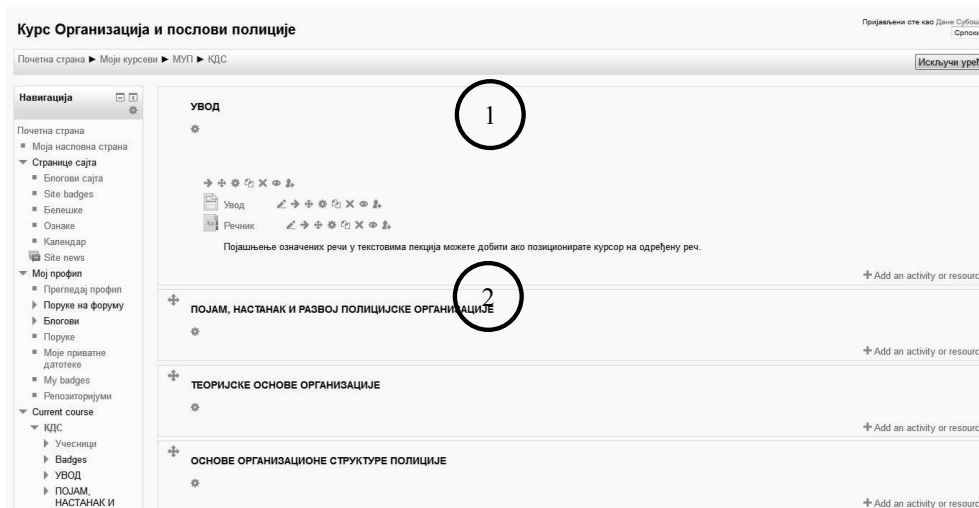 Курс Организација и послови полиције
Пријављени сте као Дане Субош
Српски
Почетна страна ► Моји курсеви ► МУП ► КДС
Искључи уређ
Навигација
Почетна страна
Моја насловна страна
Странице сајта
Блогови сајта
Site badges
Белешке
Ознаке
Календар
Site news
Мој профил
Прегледај профил
Поруке на форуму
Блогови
Поруке
Моје приватне
датотеке
My badges
Репозиторијуми
Current course
КДС
Учесници
Badges
УВОД
ПОЈАМ,
НАСТАНАК И
УВОД
1
Увод
Речник
Појашњење означених речи у текстовима лекција можете добити ако позиционирате курсор на одређену реч.
Add an activity or resourc
2
ПОЈАМ, НАСТАНАК И РАЗВОЈ ПОЛИЦИЈСКЕ ОРГАНИЗАЦИЈЕ
Add an activity or resourc
ТЕОРИЈСКЕ ОСНОВЕ ОРГАНИЗАЦИЈЕ
Add an activity or resourc
ОСНОВЕ ОРГАНИЗАЦИОНЕ СТРУКТУРЕ ПОЛИЦИЈЕ
Add an activity or resourc